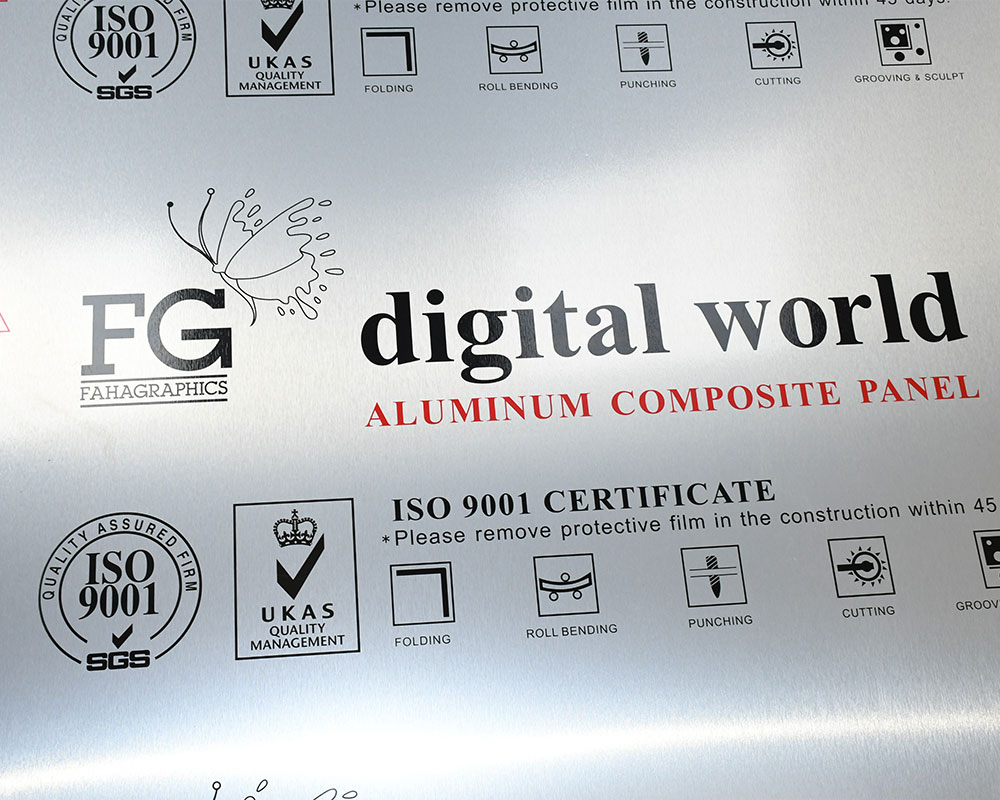 QUALITY ASSURED FIRM
ISO
9001
SGS
UKAS
QUALITY
MANAGEMENT
*Please remove protective film in the construction within 45 days.
FOLDING
ROLL BENDING
PUNCHING
CUTTING
GROOVING & SCULPT
FG
FAHAGRAPHICS
digital world
ALUMINUM COMPOSITE PANEL
QUALITY ASSURED FIRM
ISO
9001
SGS
UKAS
QUALITY
MANAGEMENT
ISO 9001 CERTIFICATE
*Please remove protective film in the construction within 45
FOLDING
ROLL BENDING
PUNCHING
CUTTING
GROOV